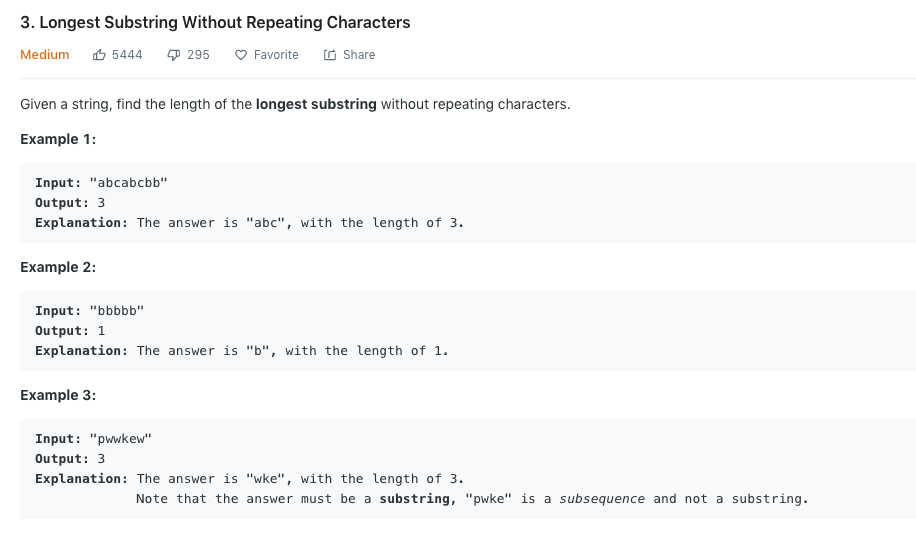 3. Longest Substring Without Repeating Characters
Medium 5444 295 Favorite Share
Given a string, find the length of the longest substring without repeating characters.
Example 1:
Input: "abcabcbb"
Output: 3
Explanation: The answer is "abc", with the length of 3.
Example 2:
Input: "bbbbb"
Output: 1
Explanation: The answer is "b", with the length of 1.
Example 3:
Input: "pwwkew"
Output: 3
Explanation: The answer is "wke", with the length of 3.
Note that the answer must be a substring, "pwke" is a subsequence and not a substring.